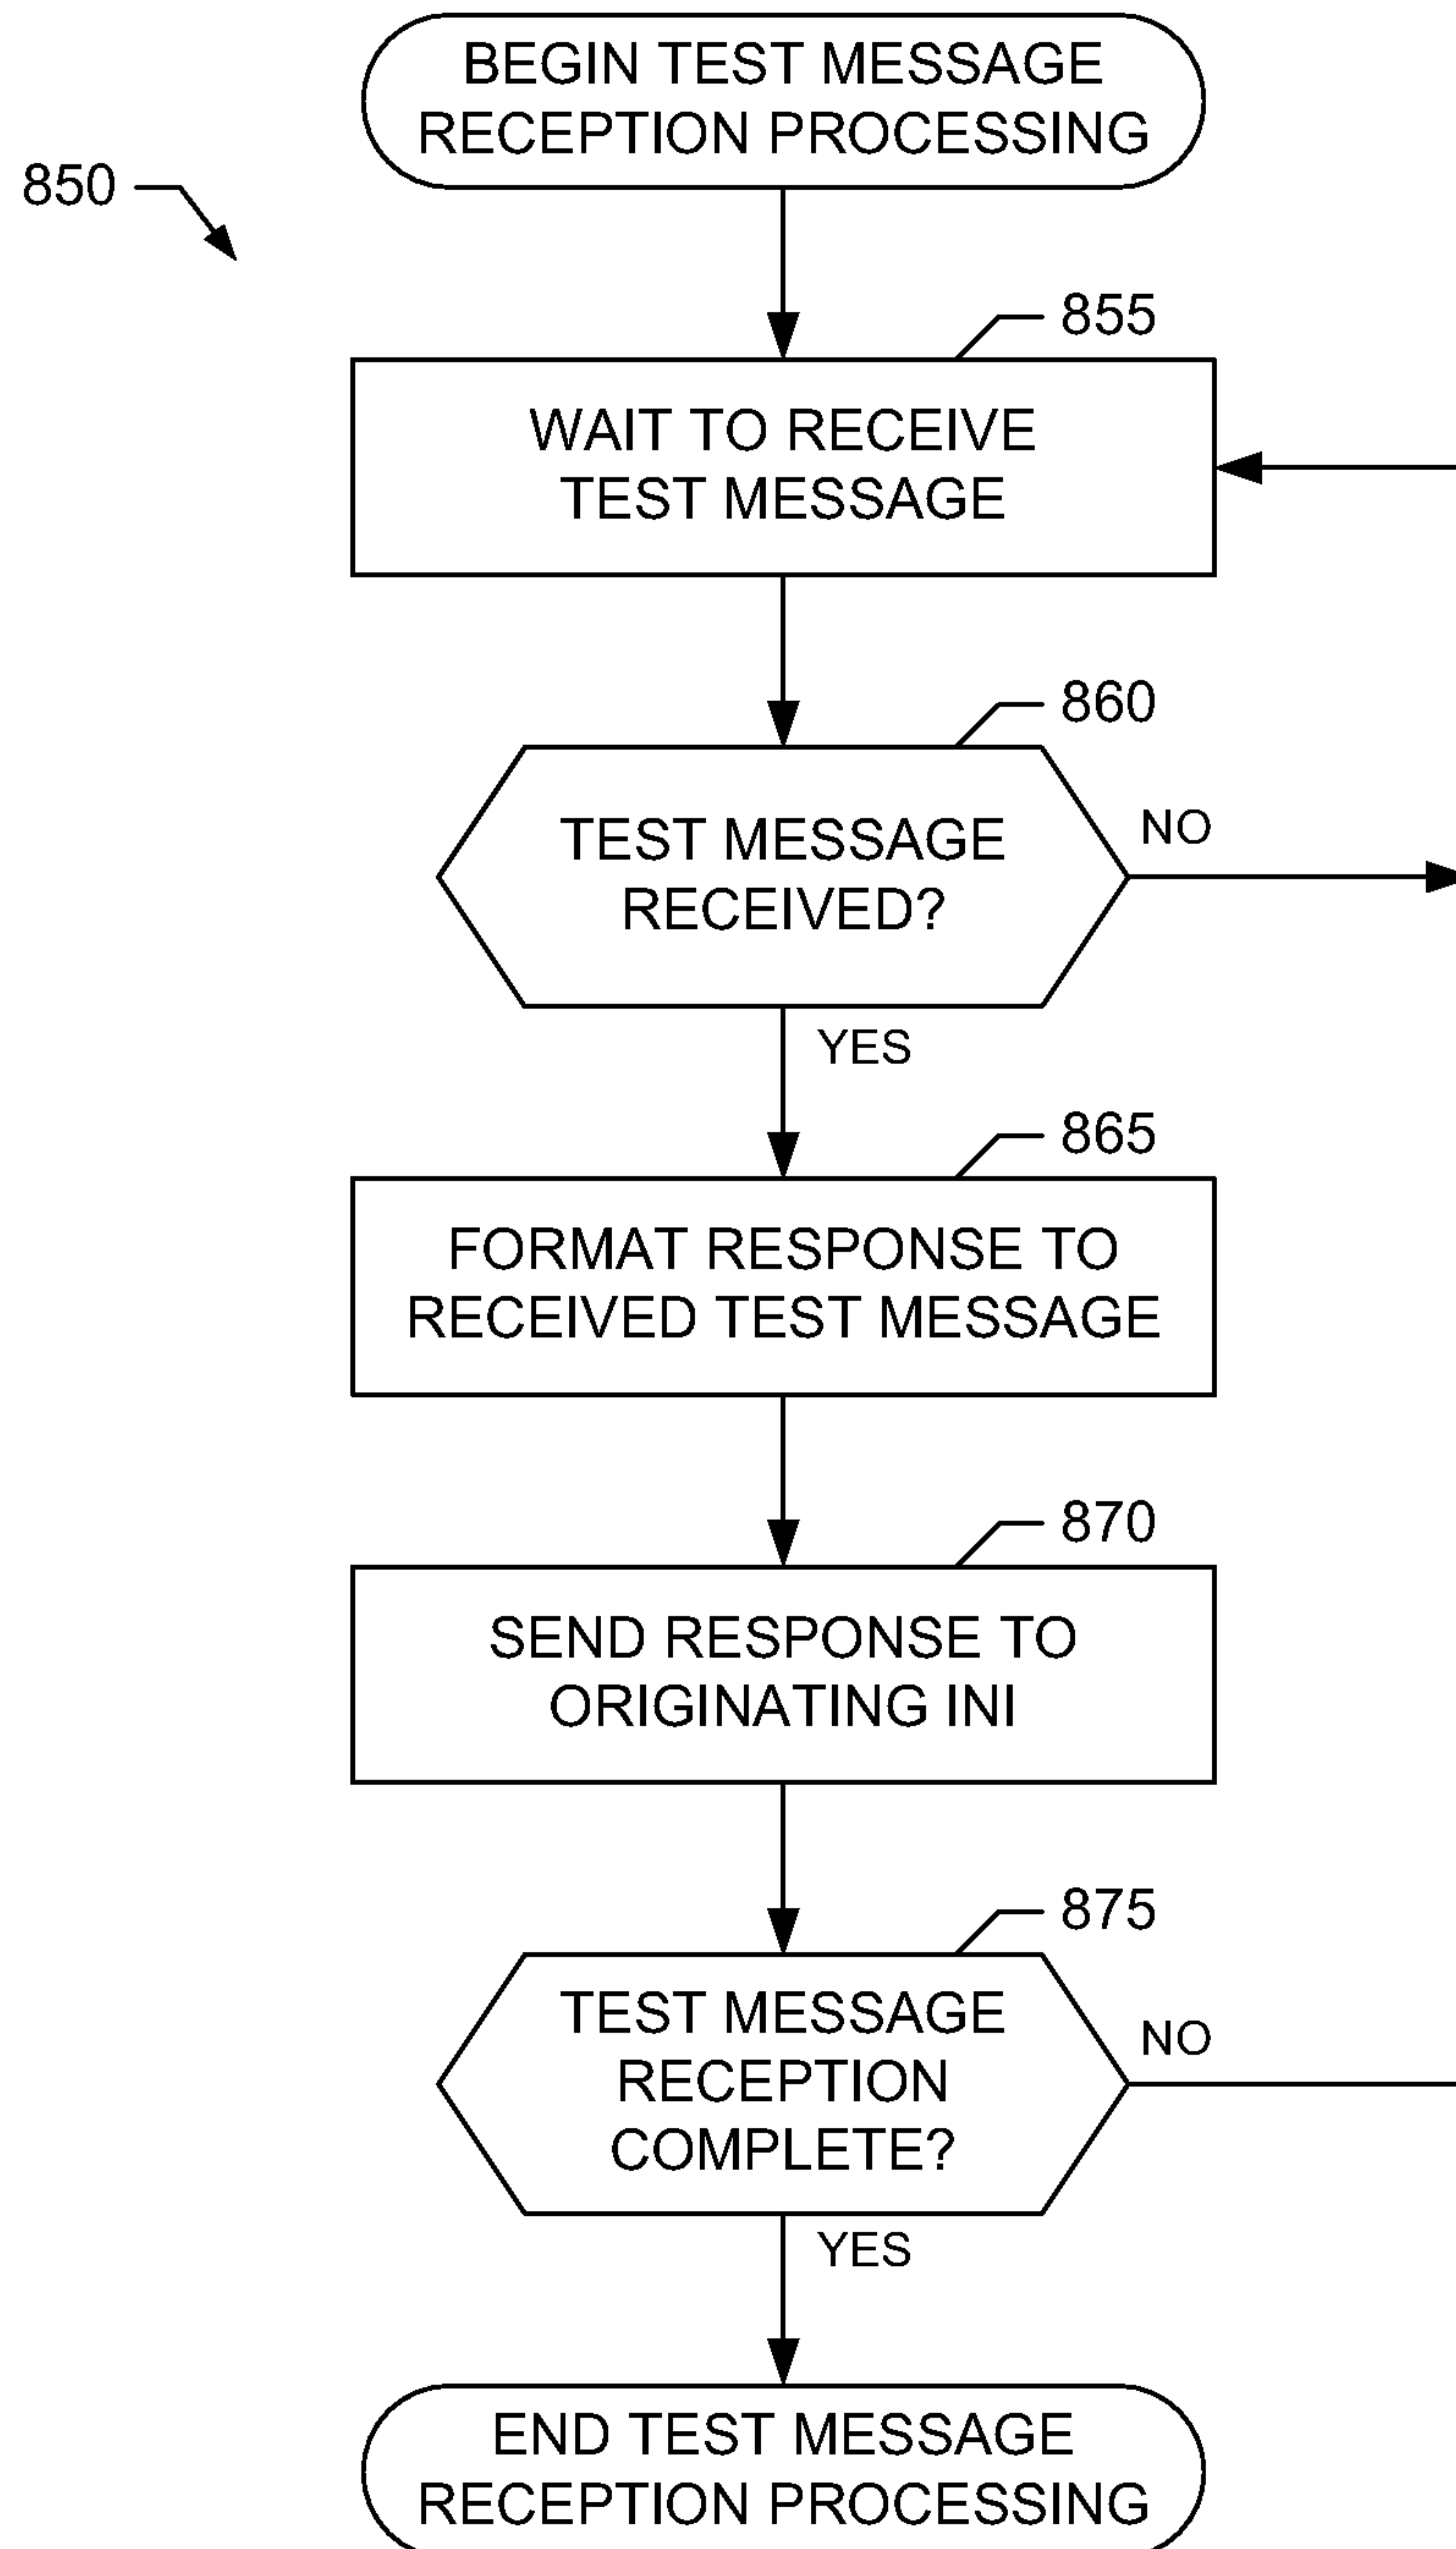 BEGIN TEST MESSAGE
RECEPTION PROCESSING
850
855
WAIT TO RECEIVE
TEST MESSAGE
860
TEST MESSAGE
RECEIVED?
NO
YES
865
FORMAT RESPONSE TO
RECEIVED TEST MESSAGE
870
SEND RESPONSE TO
ORIGINATING INI
875
TEST MESSAGE
RECEPTION
COMPLETE?
NO
YES
END TEST MESSAGE
RECEPTION PROCESSING